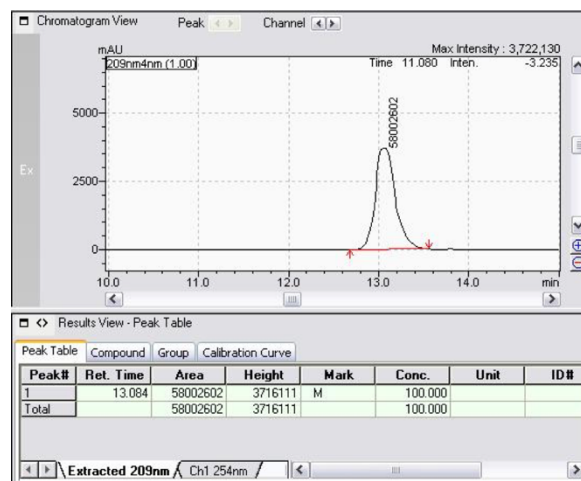 Chromatogram View Peak Channel
mAU Max Intensity : 3,722,130
209nm4nm (1.00) Time 11.080 Inten. -3.235
58002602
5000
2500
0
10.0 11.0 12.0 13.0 14.0 min
Ex
Results View - Peak Table
Peak Table Compound Group Calibration Curve
Peak# Ret. Time Area Height Mark Conc. Unit ID#
1 13.084 58002602 3716111 M 100.000
Total 58002602 3716111 100.000
Extracted 209nm Ch1 254nm